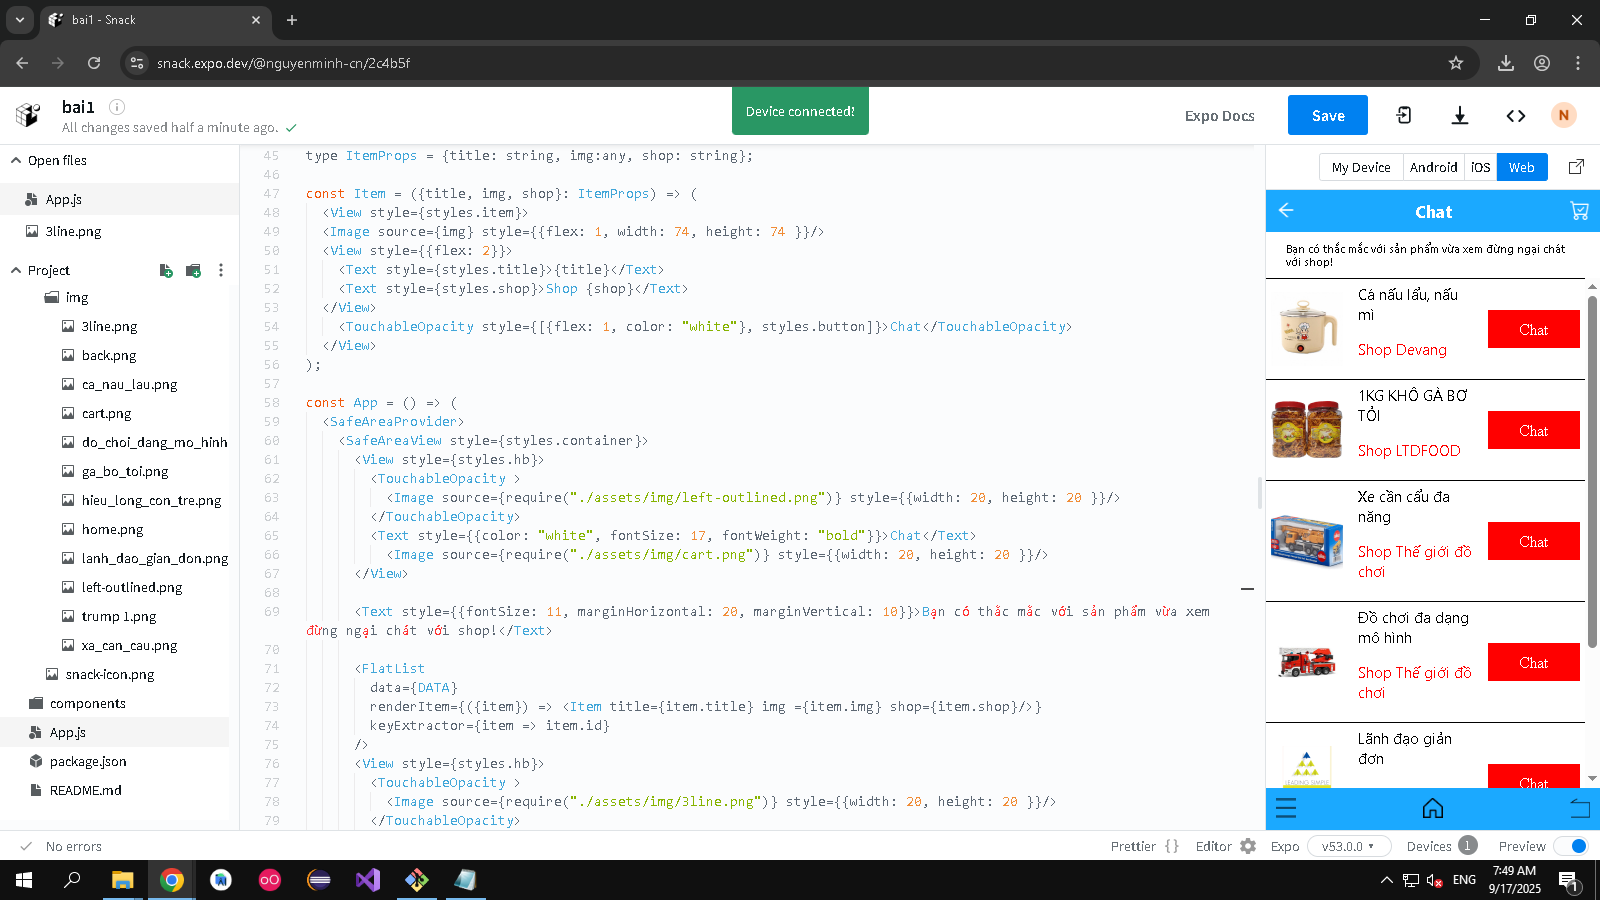 bai1 - Snack
snack.expo.dev/@nguyenminh-cn/2c4b5f
bai1
All changes saved half a minute ago.
Device connected!
Expo Docs
Save
N
Open files
App.js
3line.png
Project
img
3line.png
back.png
ca_nau_lau.png
cart.png
do_choi_dang_mo_hinh
ga_bo_toi.png
hieu_long_con_tre.png
home.png
lanh_dao_gian_don.png
left-outlined.png
trump 1.png
xa_can_cau.png
snack-icon.png
components
App.js
package.json
README.md
45 type ItemProps = {title: string, img:any, shop: string};
46
47 const Item = ({title, img, shop}: ItemProps) => (
48 <View style={styles.item}>
49 <Image source={img} style={{flex: 1, width: 74, height: 74 }}/>
50 <View style={{flex: 2}}>
51 <Text style={styles.title}>{title}</Text>
52 <Text style={styles.shop}>Shop {shop}</Text>
53 </View>
54 <TouchableOpacity style={[{flex: 1, color: "white"}, styles.button]}>Chat</TouchableOpacity>
55 </View>
56 );
57
58 const App = () => (
59 <SafeAreaProvider>
60 <SafeAreaView style={styles.container}>
61 <View style={styles.hb}>
62 <TouchableOpacity >
63 <Image source={require("./assets/img/left-outlined.png")} style={{width: 20, height: 20 }}/>
64 </TouchableOpacity>
65 <Text style={{color: "white", fontSize: 17, fontWeight: "bold"}}>Chat</Text>
66 <Image source={require("./assets/img/cart.png")} style={{width: 20, height: 20 }}/>
67 </View>
68
69 <Text style={{fontSize: 11, marginHorizontal: 20, marginVertical: 10}}>Bạn có thắc mắc với sản phẩm vừa xem
đừng ngại chát với shop!</Text>
70
71 <FlatList
72 data={DATA}
73 renderItem={({item}) => <Item title={item.title} img ={item.img} shop={item.shop}/>}
74 keyExtractor={item => item.id}
75 />
76 <View style={styles.hb}>
77 <TouchableOpacity >
78 <Image source={require("./assets/img/3line.png")} style={{width: 20, height: 20 }}/>
79 </TouchableOpacity>
My Device Android iOS Web
Chat
Bạn có thắc mắc với sản phẩm vừa xem đừng ngại chát
với shop!
Cá nấu lẩu, nấu
mì
Shop Devang
Chat
1KG KHÔ GÀ BƠ
TỎI
Shop LTDFOOD
Chat
Xe cần cẩu đa
năng
Shop Thế giới đồ
chơi
Chat
Đồ chơi đa dạng
mô hình
Shop Thế giới đồ
chơi
Chat
Lãnh đạo giản
đơn
LEADING SIMPLE
Chat
No errors
Prettier {} Editor Expo v53.0.0 Devices 1 Preview
ENG
7:49 AM
9/17/2025
1